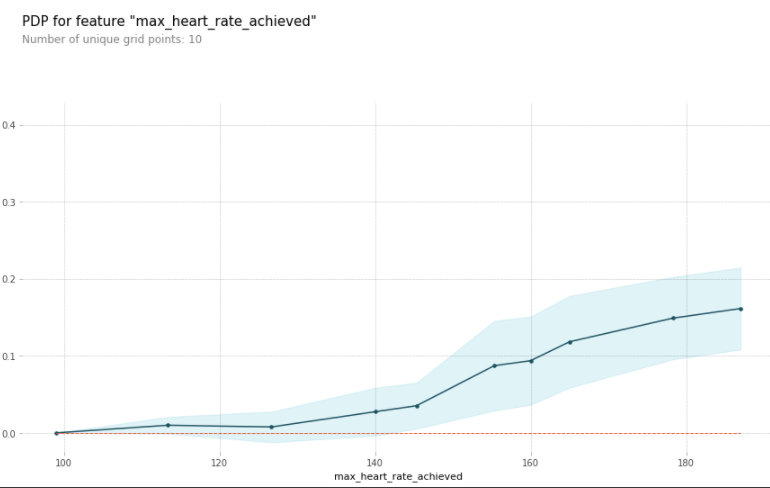 PDP for feature "max_heart_rate_achieved"
Number of unique grid points: 10
0.4
0.3
0.2
0.1
0.0
100 120 140 160 180
max_heart_rate_achieved